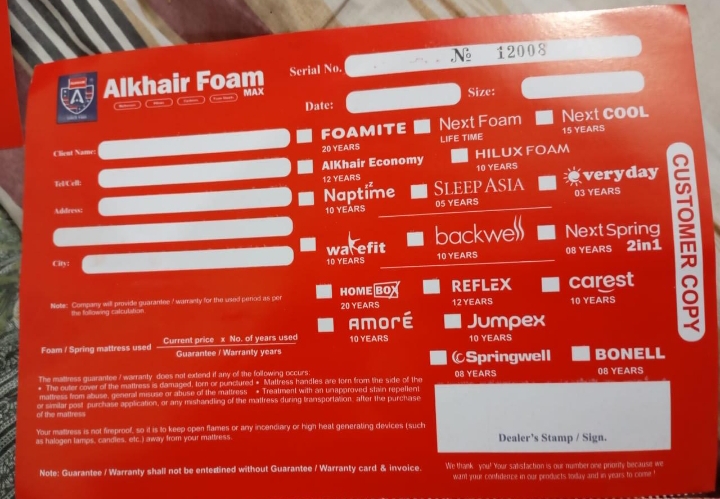 Alkhair Foam
MAX
Serial No. № 12008
Date:
Size:
Client Name:
Tel/Cell:
Address:
City:
FOAMITE
20 YEARS
Next Foam
LIFE TIME
Next COOL
15 YEARS
AlKhair Economy
12 YEARS
HILUX FOAM
10 YEARS
Naptime
zz
10 YEARS
SLEEP ASIA
05 YEARS
everyday
03 YEARS
wakefit
10 YEARS
backwell
10 YEARS
Next Spring
2in1
08 YEARS
HOME BOX
20 YEARS
REFLEX
12 YEARS
carest
10 YEARS
AMORÉ
10 YEARS
Jumpex
10 YEARS
Springwell
08 YEARS
BONELL
08 YEARS
CUSTOMER COPY
Note: Company will provide guarantee / warranty for the used period as per
the following calculation.
Foam / Spring mattress used Current price x No. of years used
Guarantee / Warranty years
The mattress guarantee / warranty does not extend if any of the following occurs:
• The outer cover of the mattress is damaged, torn or punctured • Mattress handles are torn from the side of the
mattress from abuse, general misuse or abuse of the mattress • Treatment with an unapproved stain repellent
or similar post purchase application, or any mishandling of the mattress during transportation, after the purchase
of the mattress
Your mattress is not fireproof, so it is to keep open flames or any incendiary or high heat generating devices (such
as halogen lamps, candles, etc.) away from your mattress.
Note: Guarantee / Warranty shall not be entedined without Guarantee / Warranty card & invoice.
Dealer's Stamp / Sign.
We thank you! Your satisfaction is our number one priority because we
want your confidence in our products today and in years to come !